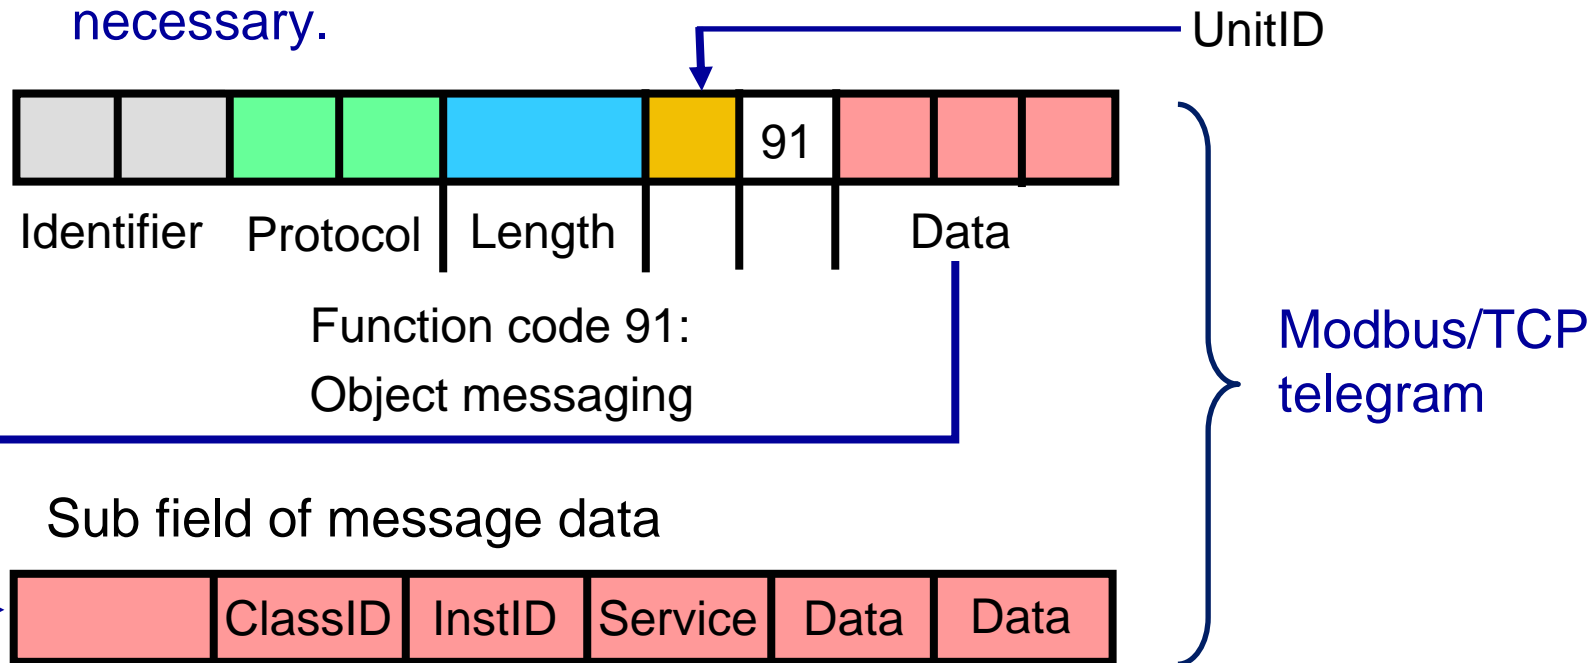 necessary.
UnitID
91
Identifier Protocol Length Data
Function code 91:
Object messaging
Modbus/TCP
telegram
Sub field of message data
ClassID InstID Service Data Data